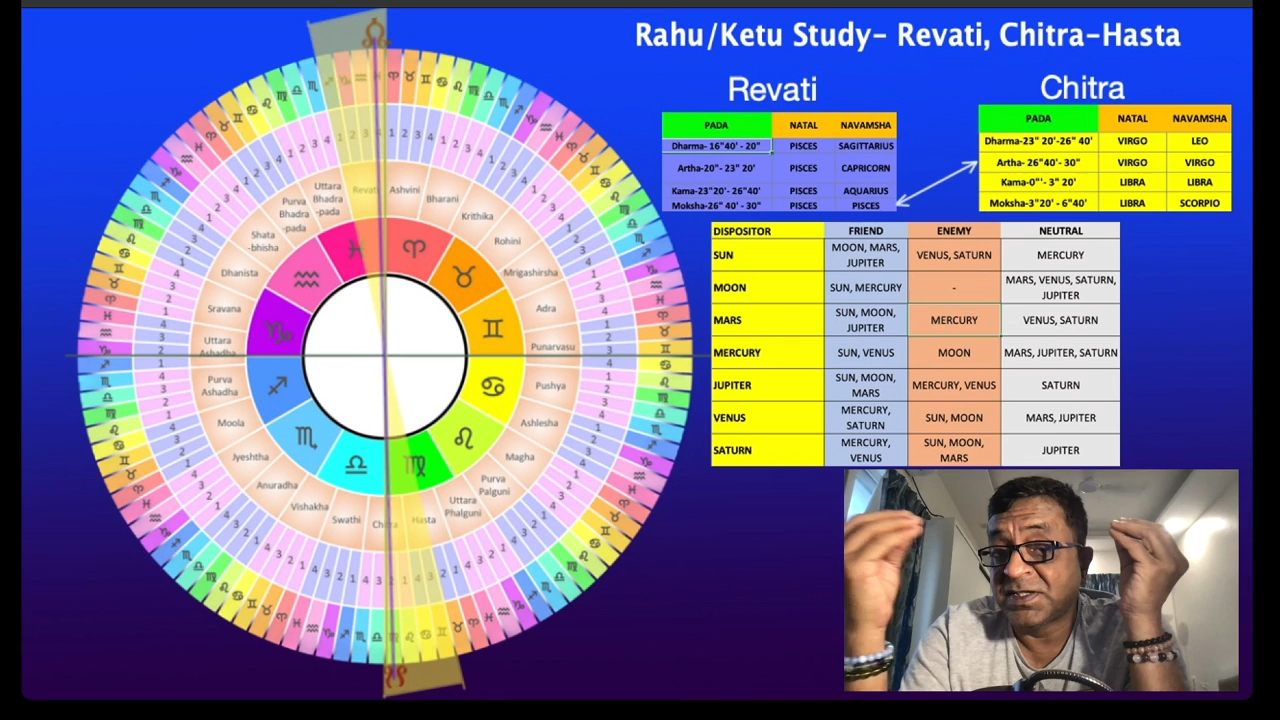 Rahu/Ketu Study- Revati, Chitra-Hasta
Revati
PADA NATAL NAVAMSHA
Dharma- 16"40' - 20" PISCES SAGITTARIUS
Artha-20"- 23" 20' PISCES CAPRICORN
Kama-23"20'- 26"40' PISCES AQUARIUS
Moksha-26" 40' - 30" PISCES PISCES
Chitra
PADA NATAL NAVAMSHA
Dharma-23" 20'-26" 40' VIRGO LEO
Artha- 26"40'- 30" VIRGO VIRGO
Kama-0"'- 3" 20' LIBRA LIBRA
Moksha-3"20' - 6"40' LIBRA SCORPIO
DISPOSITOR FRIEND ENEMY NEUTRAL
SUN MOON, MARS, JUPITER VENUS, SATURN MERCURY
MOON SUN, MERCURY - MARS, VENUS, SATURN, JUPITER
MARS SUN, MOON, JUPITER MERCURY VENUS, SATURN
MERCURY SUN, VENUS MOON MARS, JUPITER, SATURN
JUPITER SUN, MOON, MARS MERCURY, VENUS SATURN
VENUS MERCURY, SATURN SUN, MOON MARS, JUPITER
SATURN MERCURY, VENUS SUN, MOON, MARS JUPITER
Ashvini
Bharani
Krithika
Rohini
Mrigashirsha
Adra
Punarvasu
Pushya
Ashlesha
Magha
Purva
Palguni
Uttara
Phalguni
Hasta
Swathi
Vishakha
Anuradha
Jyeshtha
Moola
Purva
Ashadha
Uttara
Ashadha
Sravana
Dhanista
Shata
-bhisha
Purva
Bhadra
-pada
Uttara
Bhadra
-pada
Revati